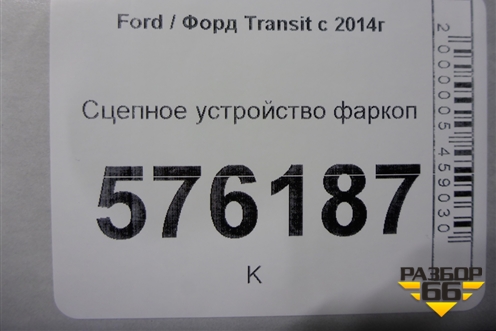 Ford / Форд Transit с 2014г
Сцепное устройство фаркоп
576187
К
2000005459030
РАЗБОР
66